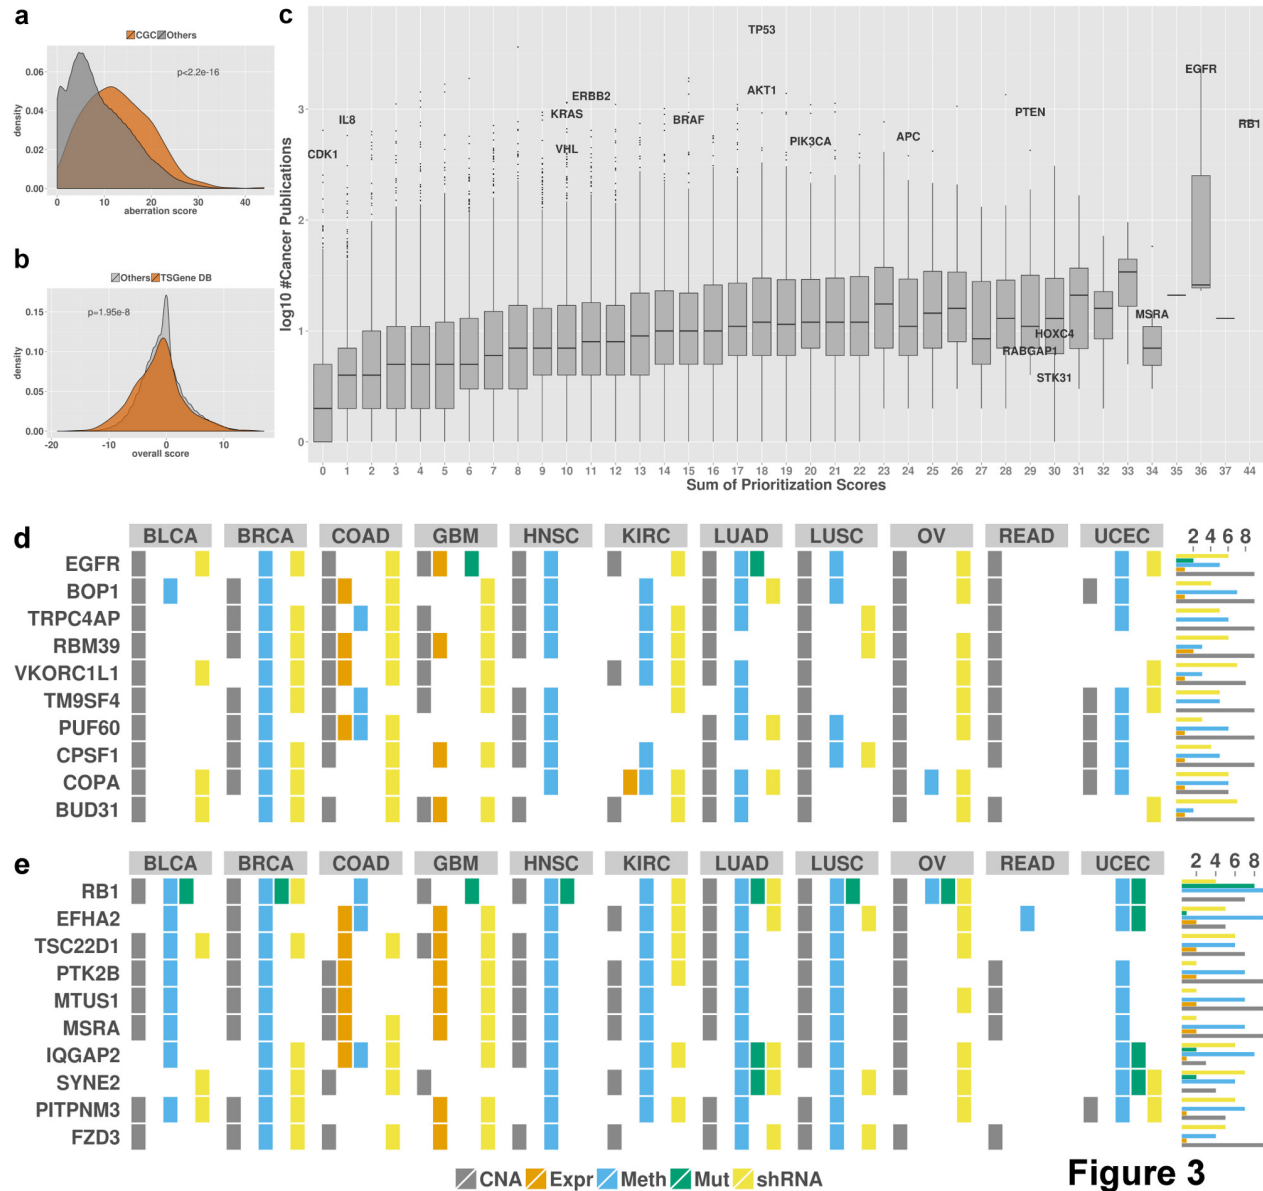 a
CGC Others
p<2.2e-16
0.06
0.04
0.02
0.00
density
0 10 20 30 40
aberration score
b
Others TSGene DB
p=1.95e-8
0.15
0.10
0.05
0.00
density
-20 -10 0 10
overall score
c
TP53
EGFR
AKT1
ERBB2
KRAS
PTEN
IL8
BRAF
RB1
APC
PIK3CA
VHL
CDK1
MSRA
HOXC4
RABGAP1
STK31
3
2
1
0
log10 #Cancer Publications
0 1 2 3 4 5 6 7 8 9 10 11 12 13 14 15 16 17 18 19 20 21 22 23 24 25 26 27 28 29 30 31 32 33 34 35 36 37 44
Sum of Prioritization Scores
d
BLCA BRCA COAD GBM HNSC KIRC LUAD LUSC OV READ UCEC
2 4 6 8
EGFR
BOP1
TRPC4AP
RBM39
VKORC1L1
TM9SF4
PUF60
CPSF1
COPA
BUD31
e
BLCA BRCA COAD GBM HNSC KIRC LUAD LUSC OV READ UCEC
2 4 6 8
RB1
EFHA2
TSC22D1
PTK2B
MTUS1
MSRA
IQGAP2
SYNE2
PITPNM3
FZD3
CNA Expr Meth Mut shRNA
Figure 3